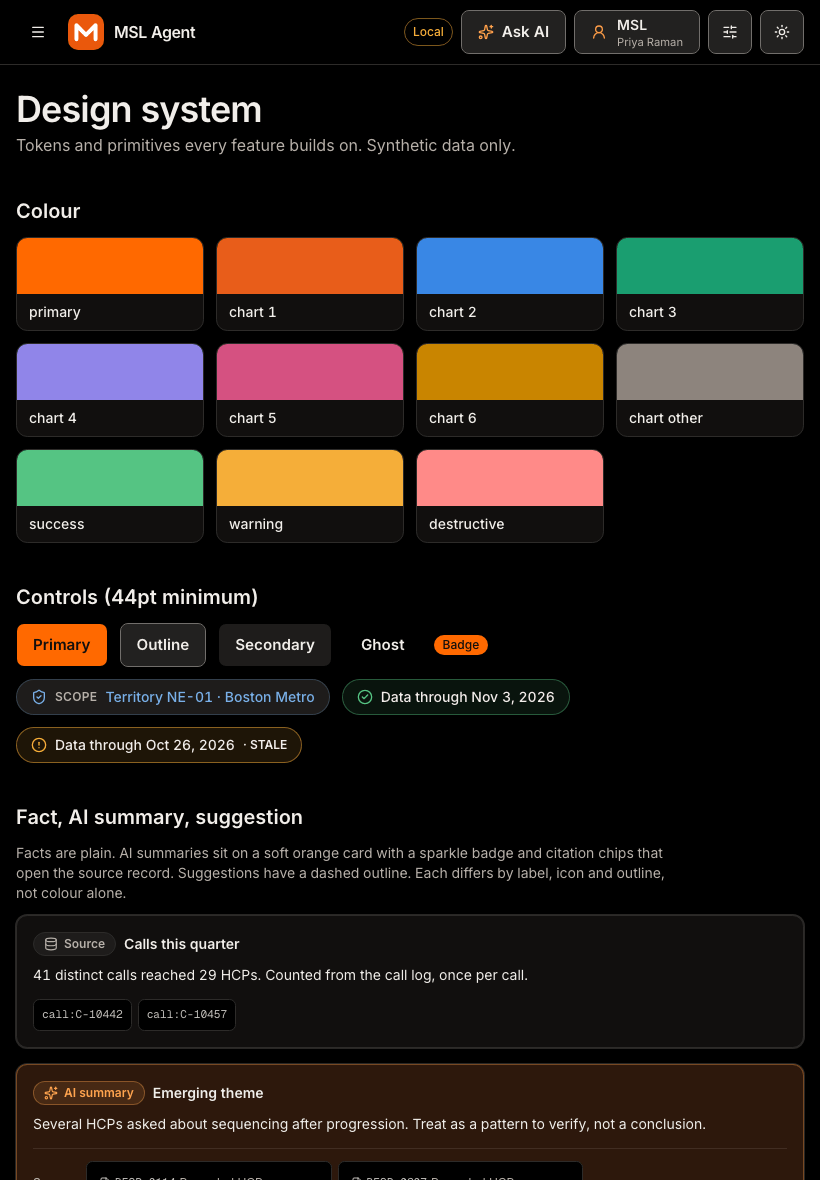 MSL Agent
Local
Ask AI
MSL
Priya Raman
Design system
Tokens and primitives every feature builds on. Synthetic data only.
Colour
primary
chart 1
chart 2
chart 3
chart 4
chart 5
chart 6
chart other
success
warning
destructive
Controls (44pt minimum)
Primary
Outline
Secondary
Ghost
Badge
SCOPE Territory NE-01 · Boston Metro
Data through Nov 3, 2026
Data through Oct 26, 2026 · STALE
Fact, AI summary, suggestion
Facts are plain. AI summaries sit on a soft orange card with a sparkle badge and citation chips that
open the source record. Suggestions have a dashed outline. Each differs by label, icon and outline,
not colour alone.
Source Calls this quarter
41 distinct calls reached 29 HCPs. Counted from the call log, once per call.
call:C-10442 call:C-10457
AI summary Emerging theme
Several HCPs asked about sequencing after progression. Treat as a pattern to verify, not a conclusion.